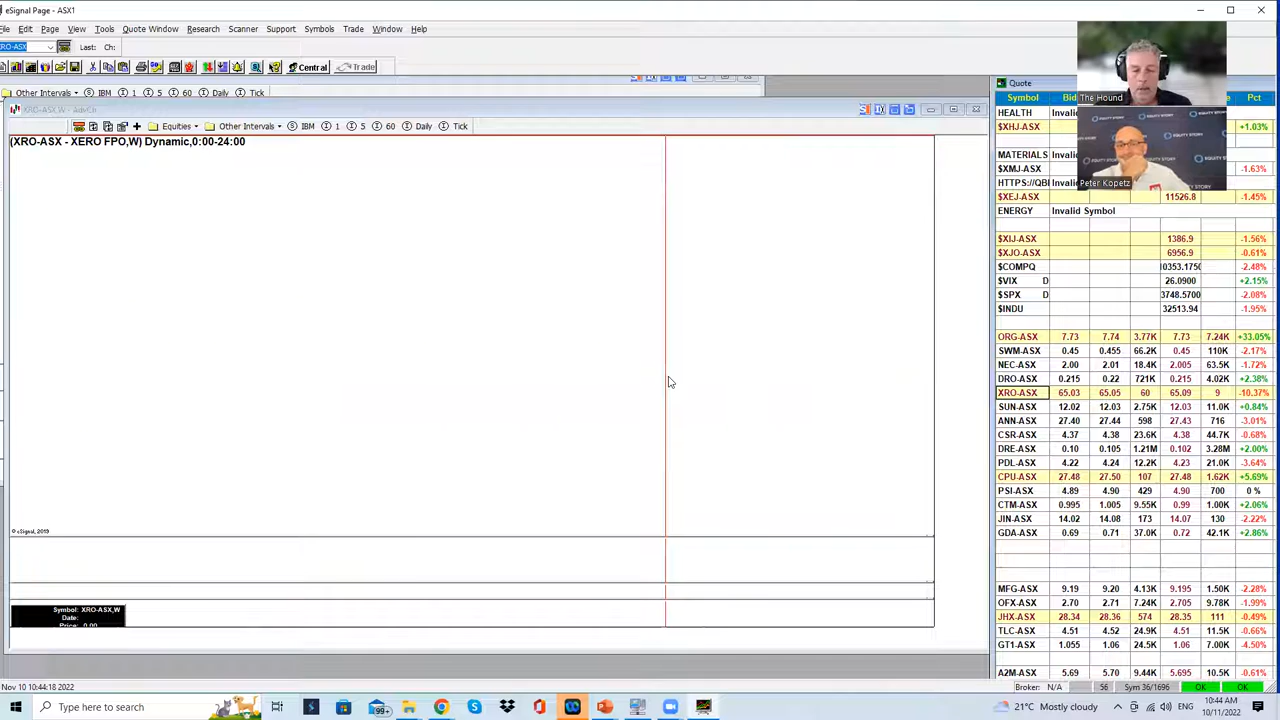 eSignal Page - ASX1
File Edit Page View Tools Quote Window Research Scanner Support Symbols Trade Window Help
XRO-ASX Last: Ch:
Central Trade
Other Intervals IBM 1 5 60 Daily Tick
XRO-ASX,W - AdvCh
Equities Other Intervals IBM 1 5 60 Daily Tick
(XRO-ASX - XERO FPO,W) Dynamic,0:00-24:00
© eSignal, 2019
Symbol: XRO-ASX,W
Date:
Price: 0.00
Quote
Symbol Pct
The Hound
HEALTH
$XHJ-ASX +1.03%
EQUITY STORY
MATERIALS
$XMJ-ASX -1.63%
HTTPS://QBI
Peter Kopetz
$XEJ-ASX 11526.8 -1.45%
ENERGY Invalid Symbol
$XIJ-ASX 1386.9 -1.56%
$XJO-ASX 6956.9 -0.61%
$COMPQ 10353.1750 -2.48%
$VIX D 26.0900 +2.15%
$SPX D 3748.5700 -2.08%
$INDU 32513.94 -1.95%
ORG-ASX 7.73 7.74 3.77K 7.73 7.24K +33.05%
SWM-ASX 0.45 0.455 66.2K 0.45 110K -2.17%
NEC-ASX 2.00 2.01 18.4K 2.005 63.5K -1.72%
DRO-ASX 0.215 0.22 721K 0.215 4.02K +2.38%
XRO-ASX 65.03 65.05 60 65.09 9 -10.37%
SUN-ASX 12.02 12.03 2.75K 12.03 11.0K +0.84%
ANN-ASX 27.40 27.44 598 27.43 716 -3.01%
CSR-ASX 4.37 4.38 23.6K 4.38 44.7K -0.68%
DRE-ASX 0.10 0.105 1.21M 0.102 3.28M +2.00%
PDL-ASX 4.22 4.24 12.2K 4.23 21.0K -3.64%
CPU-ASX 27.48 27.50 107 27.48 1.62K +5.69%
PSI-ASX 4.89 4.90 429 4.90 700 0 %
CTM-ASX 0.995 1.005 9.55K 0.99 1.00K +2.06%
JIN-ASX 14.02 14.08 173 14.07 130 -2.22%
GDA-ASX 0.69 0.71 37.0K 0.72 42.1K +2.86%
MFG-ASX 9.19 9.20 4.13K 9.195 1.50K -2.28%
OFX-ASX 2.70 2.71 7.24K 2.705 9.78K -1.99%
JHX-ASX 28.34 28.36 574 28.35 111 -0.49%
TLC-ASX 4.51 4.52 24.9K 4.51 11.5K -0.66%
GT1-ASX 1.055 1.06 24.5K 1.06 7.00K -4.50%
A2M-ASX 5.69 5.70 9.44K 5.695 10.5K -0.61%
Nov 10 10:44:18 2022 Broker: N/A 56 Sym 36/1696 OK OK
Type here to search 99+ 21°C Mostly cloudy 10:44 AM
10/11/2022